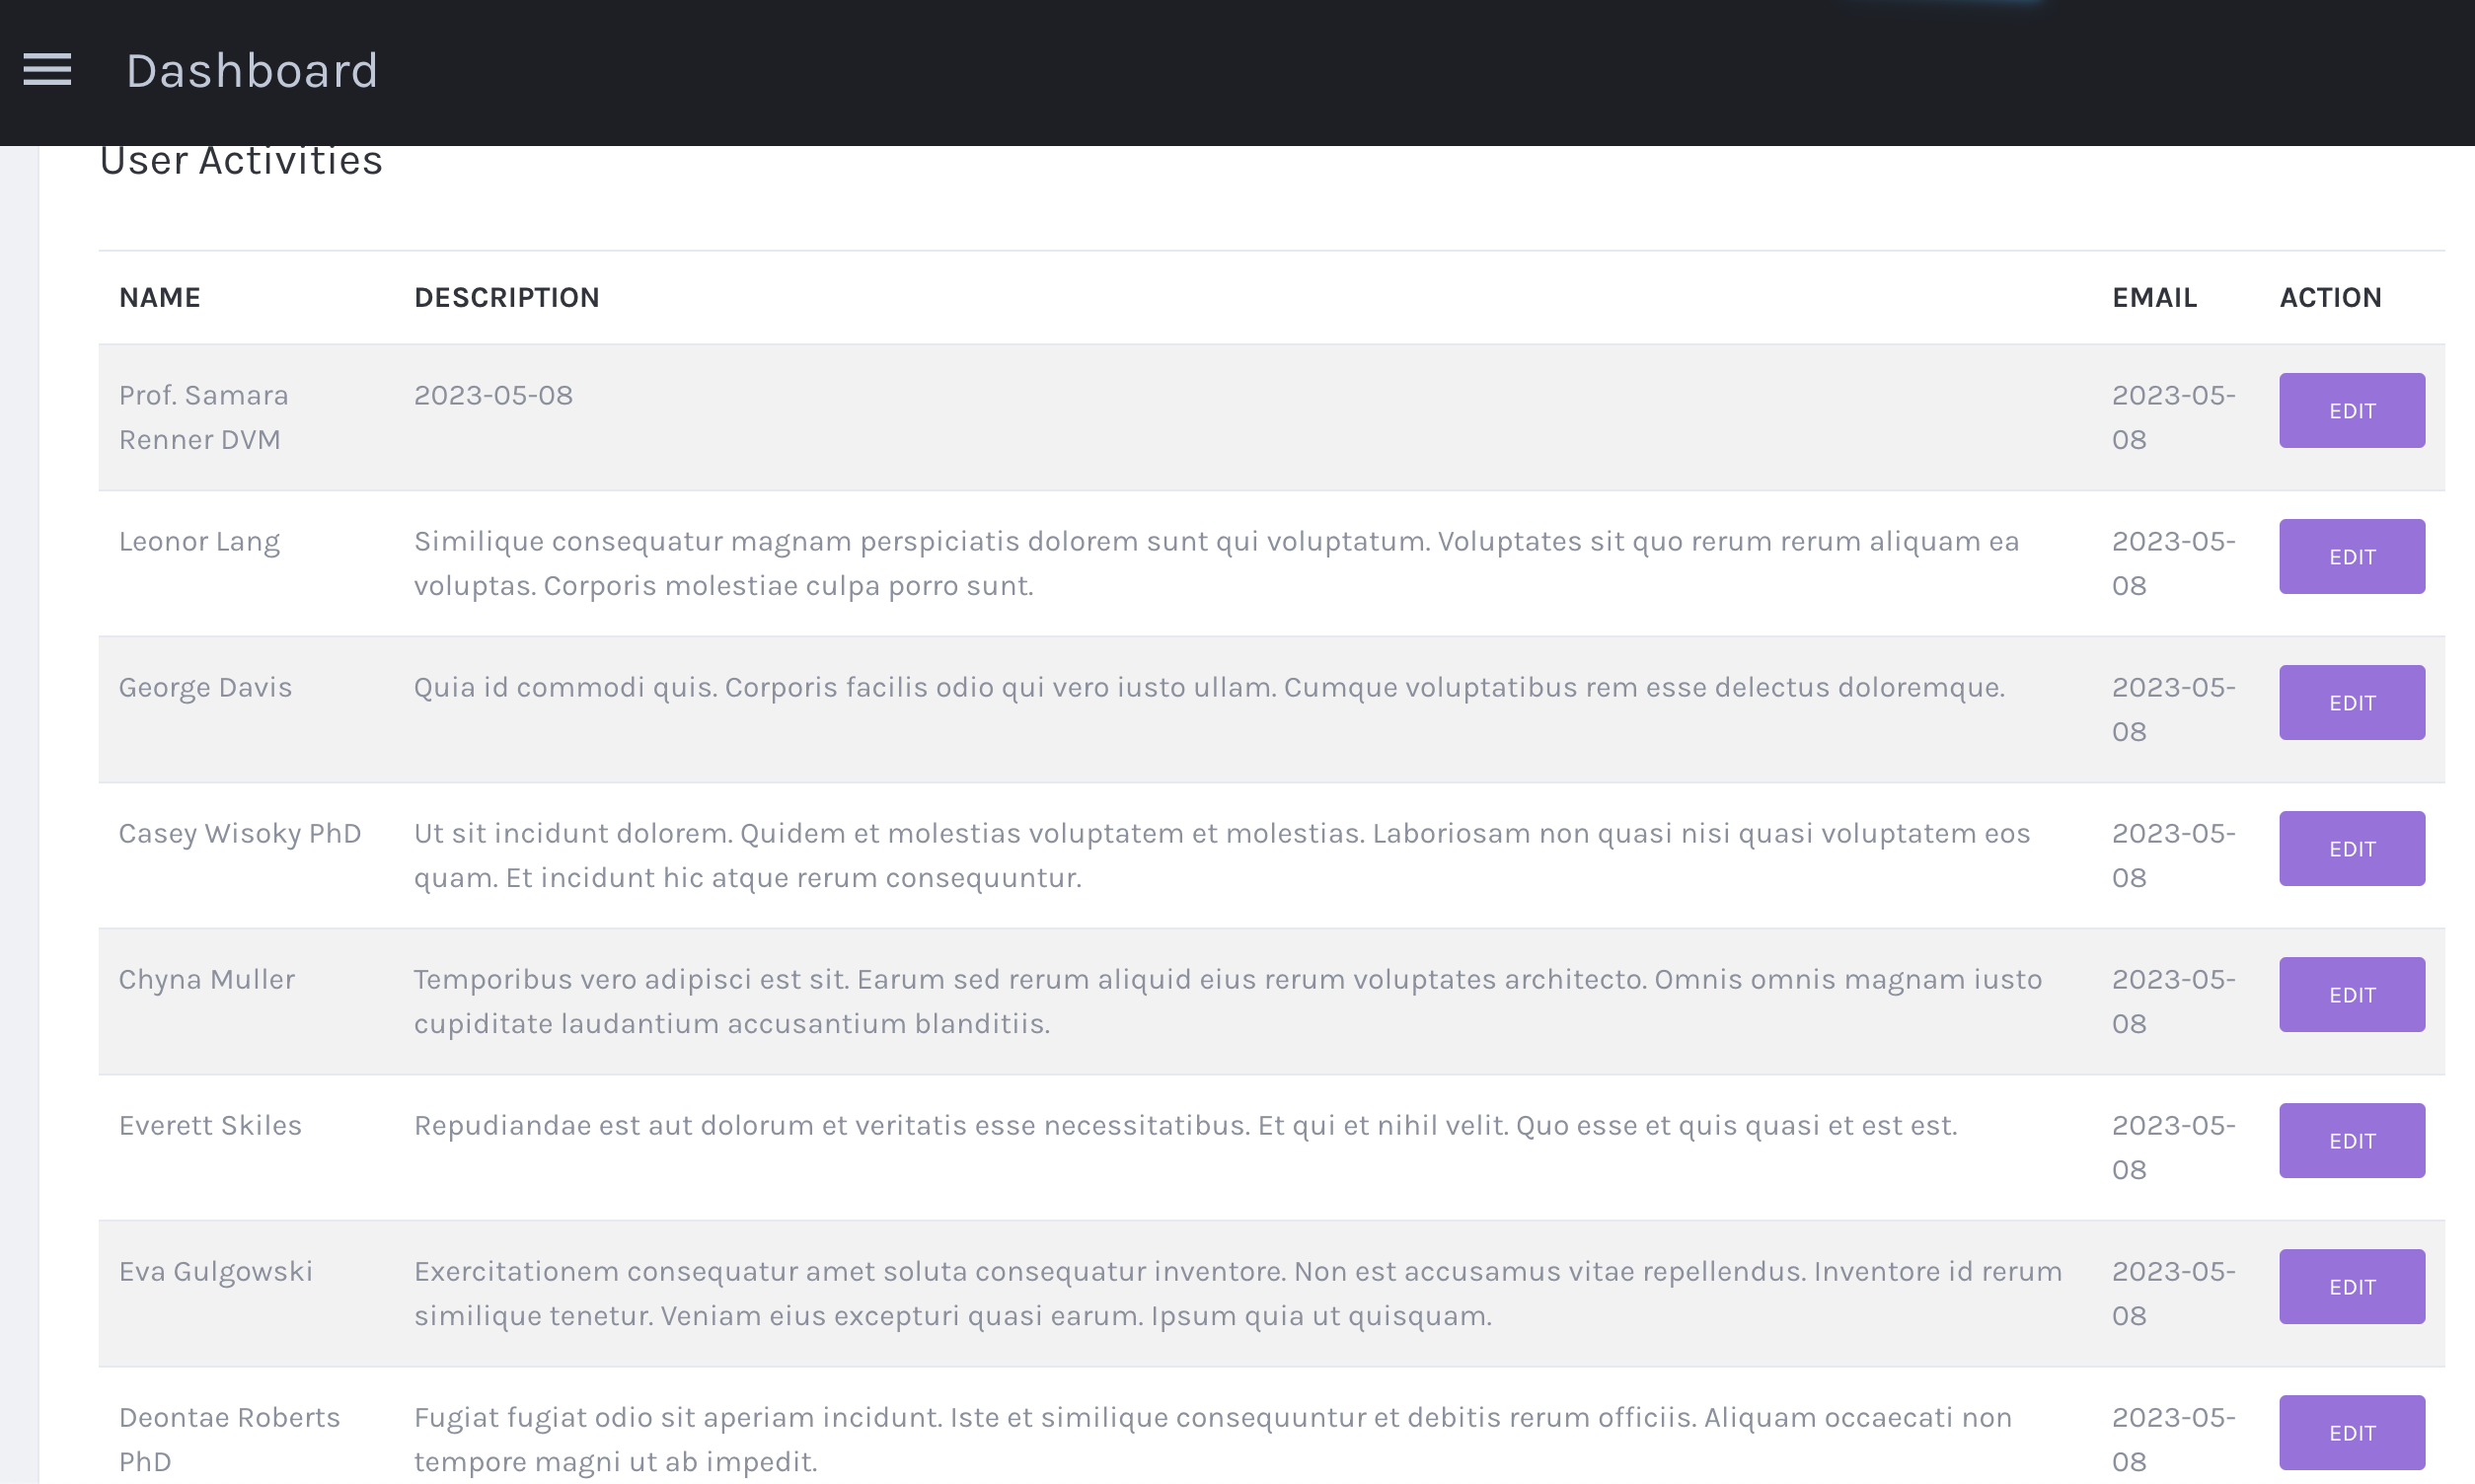 Dashboard
User Activities
NAME DESCRIPTION EMAIL ACTION
Prof. Samara 2023-05-08 2023-05- EDIT
Renner DVM 08
Leonor Lang Similique consequatur magnam perspiciatis dolorem sunt qui voluptatum. Voluptates sit quo rerum rerum aliquam ea 2023-05- EDIT
voluptas. Corporis molestiae culpa porro sunt. 08
George Davis Quia id commodi quis. Corporis facilis odio qui vero iusto ullam. Cumque voluptatibus rem esse delectus doloremque. 2023-05- EDIT
08
Casey Wisoky PhD Ut sit incidunt dolorem. Quidem et molestias voluptatem et molestias. Laboriosam non quasi nisi quasi voluptatem eos 2023-05- EDIT
quam. Et incidunt hic atque rerum consequuntur. 08
Chyna Muller Temporibus vero adipisci est sit. Earum sed rerum aliquid eius rerum voluptates architecto. Omnis omnis magnam iusto 2023-05- EDIT
cupiditate laudantium accusantium blanditiis. 08
Everett Skiles Repudiandae est aut dolorum et veritatis esse necessitatibus. Et qui et nihil velit. Quo esse et quis quasi et est est. 2023-05- EDIT
08
Eva Gulgowski Exercitationem consequatur amet soluta consequatur inventore. Non est accusamus vitae repellendus. Inventore id rerum 2023-05- EDIT
similique tenetur. Veniam eius excepturi quasi earum. Ipsum quia ut quisquam. 08
Deontae Roberts Fugiat fugiat odio sit aperiam incidunt. Iste et similique consequuntur et debitis rerum officiis. Aliquam occaecati non 2023-05- EDIT
PhD tempore magni ut ab impedit. 08